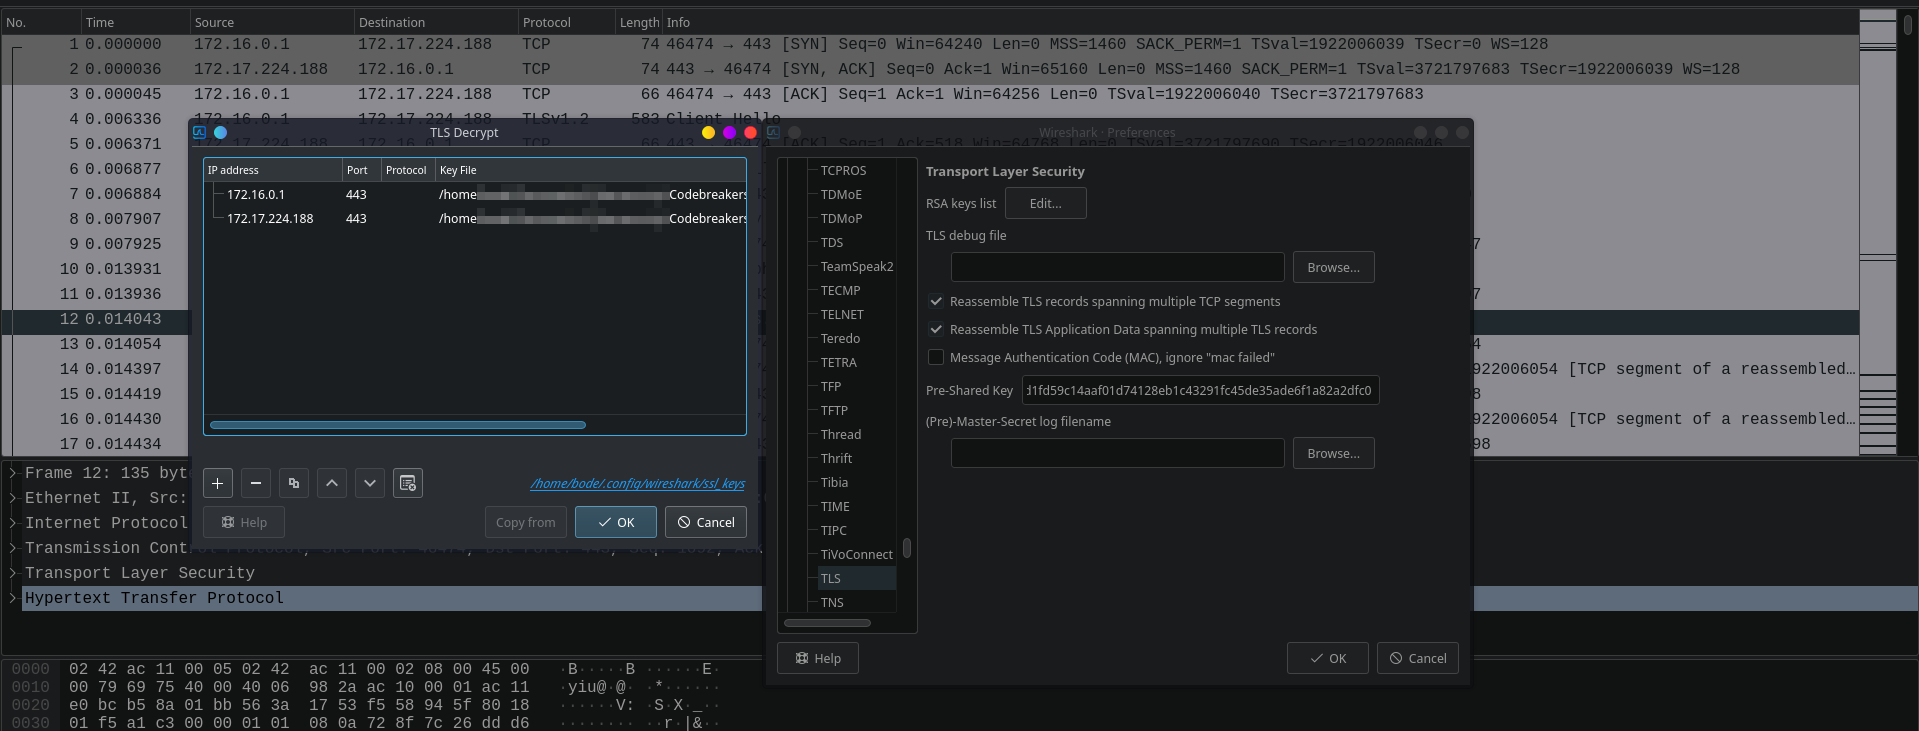 No. Time Source Destination Protocol Length Info
1 0.000000 172.16.0.1 172.17.224.188 TCP 74 46474 → 443 [SYN] Seq=0 Win=64240 Len=0 MSS=1460 SACK_PERM=1 TSval=1922006039 TSecr=0 WS=128
2 0.000036 172.17.224.188 172.16.0.1 TCP 74 443 → 46474 [SYN, ACK] Seq=0 Ack=1 Win=65160 Len=0 MSS=1460 SACK_PERM=1 TSval=3721797683 TSecr=1922006039 WS=128
3 0.000045 172.16.0.1 172.17.224.188 TCP 66 46474 → 443 [ACK] Seq=1 Ack=1 Win=64256 Len=0 TSval=1922006040 TSecr=3721797683
4 0.006336 172.16.0.1 172.17.224.188 TLSv1.2 583 Client Hello
5 0.006371 172.17.224.188 172.16.0.1 TCP 66 443 [ACK] Seq=1 Ack=518 Win=64768 Len=0 TSval=3721797690 TSecr=1922006046
6 0.006877
7 0.006884
8 0.007907
9 0.007925
10 0.013931
11 0.013936
12 0.014043
13 0.014054
14 0.014397 922006054 [TCP segment of a reassembled…
15 0.014419
16 0.014430 922006054 [TCP segment of a reassembled…
17 0.014434 98
TLS Decrypt
IP address Port Protocol Key File
172.16.0.1 443 /home Codebreakers
172.17.224.188 443 /home Codebreakers
/home/bode/.config/wireshark/ssl_keys
Help Copy from OK Cancel
Wireshark · Preferences
TCPROS
TDMoE
TDMoP
TDS
TeamSpeak2
TECMP
TELNET
Teredo
TETRA
TFP
TFTP
Thread
Thrift
Tibia
TIME
TIPC
TiVoConnect
TLS
TNS
Transport Layer Security
RSA keys list Edit...
TLS debug file
Browse...
Reassemble TLS records spanning multiple TCP segments
Reassemble TLS Application Data spanning multiple TLS records
Message Authentication Code (MAC), ignore "mac failed"
Pre-Shared Key d1fd59c14aaf01d74128eb1c43291fc45de35ade6f1a82a2dfc0
(Pre)-Master-Secret log filename
Browse...
Help OK Cancel
Frame 12: 135 byt
Ethernet II, Src:
Internet Protocol
Transmission Control Protocol, Src Port: 46474, Dst Port: 443, Seq: 1092, Ack
Transport Layer Security
Hypertext Transfer Protocol
0000 02 42 ac 11 00 05 02 42 ac 11 00 02 08 00 45 00 ·B·····B ······E·
0010 00 79 69 75 40 00 40 06 98 2a ac 10 00 01 ac 11 ·yiu@·@· ·*······
0020 e0 bc b5 8a 01 bb 56 3a 17 53 f5 58 94 5f 80 18 ······V: ·S·X·_··
0030 01 f5 a1 c3 00 00 01 01 08 0a 72 8f 7c 26 dd d6 ········ ··r·|&··